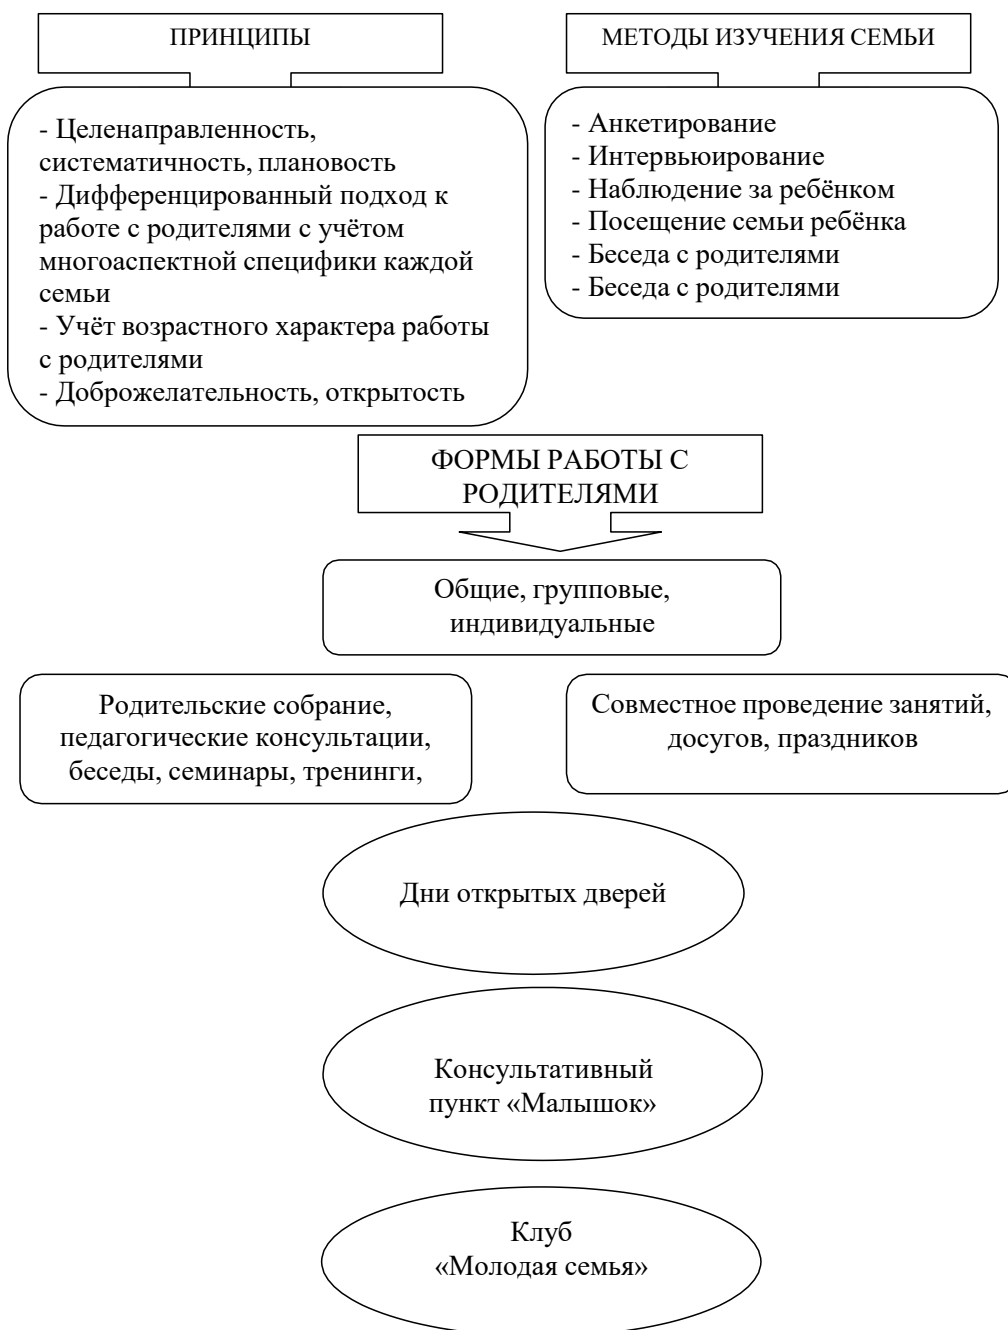 ПРИНЦИПЫ
- Целенаправленность,
систематичность, плановость
- Дифференцированный подход к
работе с родителями с учётом
многоаспектной специфики каждой
семьи
- Учёт возрастного характера работы
с родителями
- Доброжелательность, открытость
МЕТОДЫ ИЗУЧЕНИЯ СЕМЬИ
- Анкетирование
- Интервьюирование
- Наблюдение за ребёнком
- Посещение семьи ребёнка
- Беседа с родителями
- Беседа с родителями
ФОРМЫ РАБОТЫ С
РОДИТЕЛЯМИ
Общие, групповые,
индивидуальные
Родительские собрание,
педагогические консультации,
беседы, семинары, тренинги,
Совместное проведение занятий,
досугов, праздников
Дни открытых дверей
Консультативный
пункт «Малышок»
Клуб
«Молодая семья»